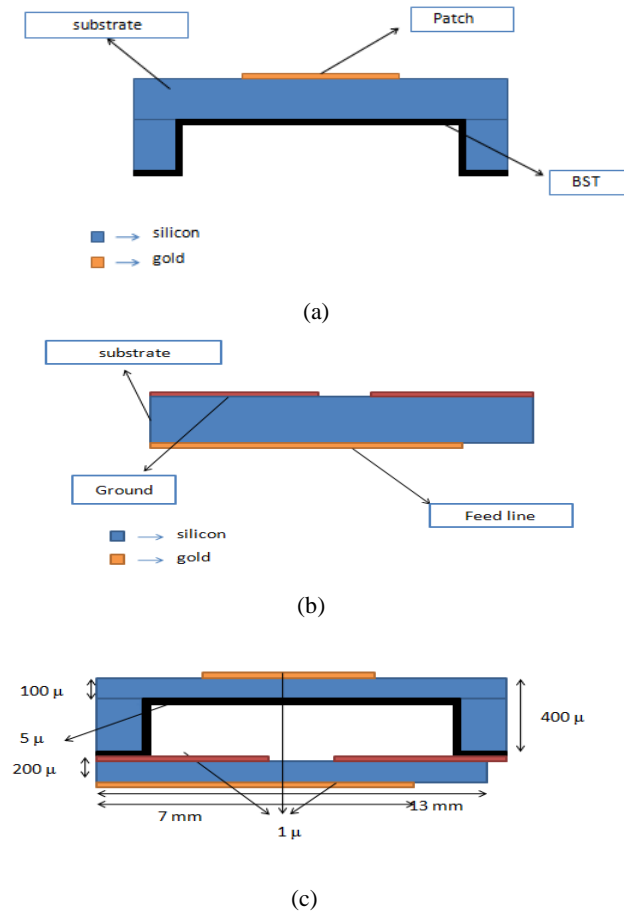 substrate
Patch
BST
silicon
gold
(a)
substrate
Ground
Feed line
silicon
gold
(b)
100 μ
400 μ
5 μ
200 μ
13 mm
7 mm
1 μ
(c)